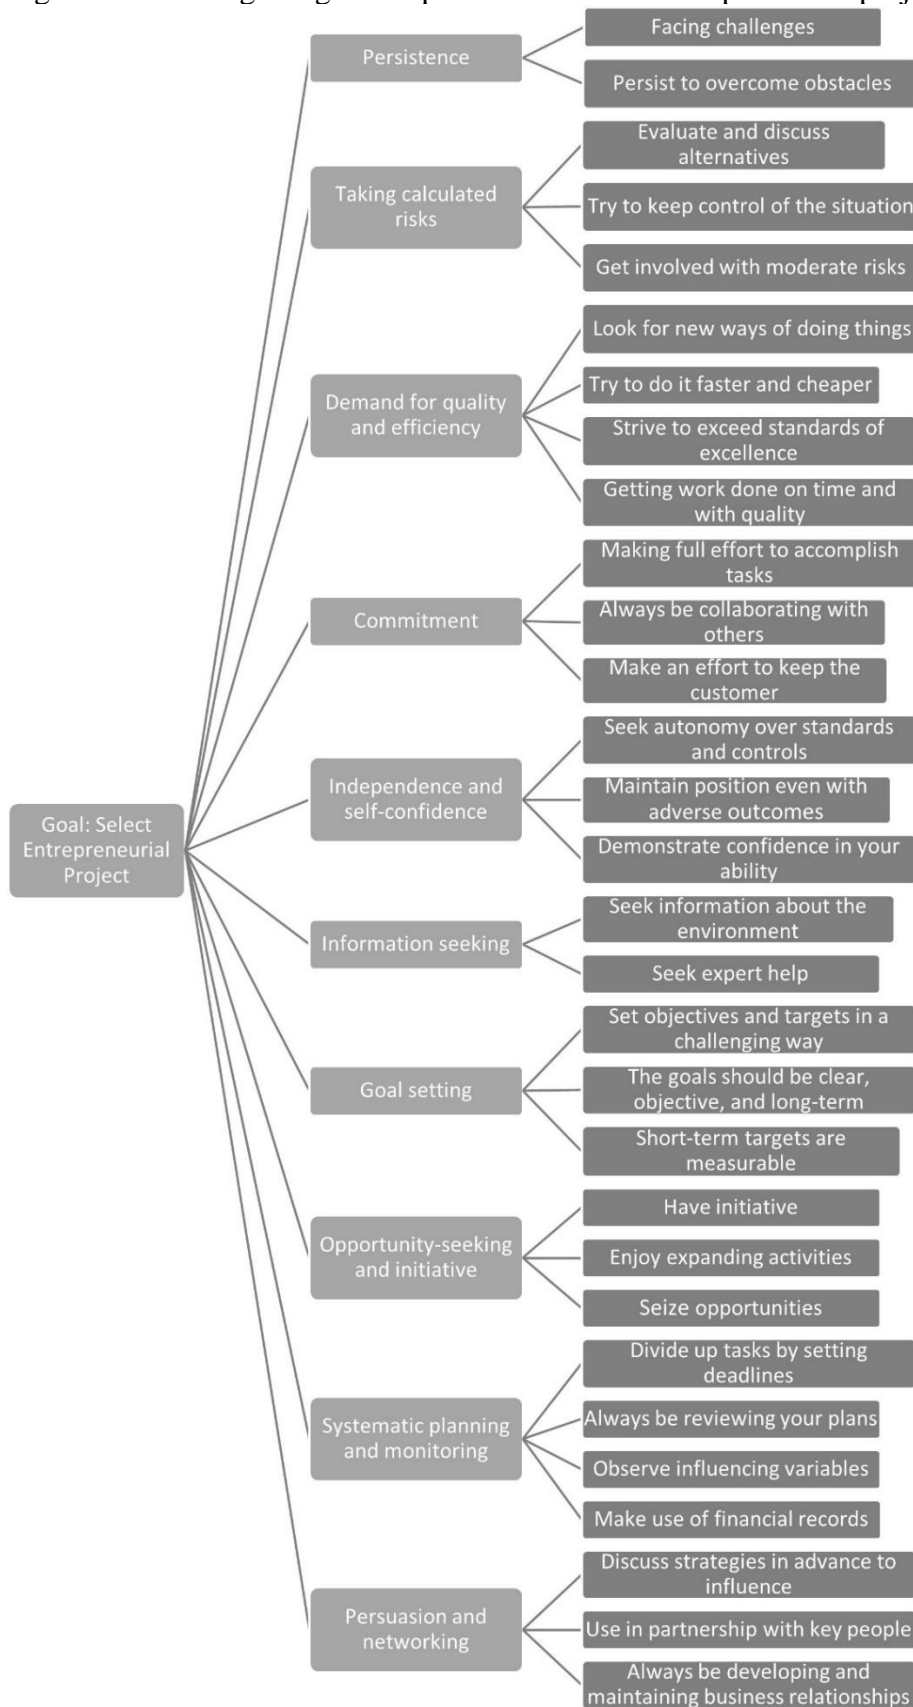 Facing challenges
Persistence
Persist to overcome obstacles
Evaluate and discuss
alternatives
Taking calculated
risks
Try to keep control of the situation
Get involved with moderate risks
Look for new ways of doing things
Demand for quality
and efficiency
Try to do it faster and cheaper
Strive to exceed standards of
excellence
Getting work done on time and
with quality
Making full effort to accomplish
tasks
Commitment
Always be collaborating with
others
Make an effort to keep the
customer
Seek autonomy over standards
and controls
Independence and
self-confidence
Maintain position even with
adverse outcomes
Demonstrate confidence in your
ability
Goal: Select
Entrepreneurial
Project
Seek information about the
environment
Information seeking
Seek expert help
Set objectives and targets in a
challenging way
Goal setting
The goals should be clear,
objective, and long-term
Short-term targets are
measurable
Have initiative
Opportunity-seeking
and initiative
Enjoy expanding activities
Seize opportunities
Divide up tasks by setting
deadlines
Systematic planning
and monitoring
Always be reviewing your plans
Observe influencing variables
Make use of financial records
Discuss strategies in advance to
influence
Persuasion and
networking
Use in partnership with key people
Always be developing and
maintaining business relationships